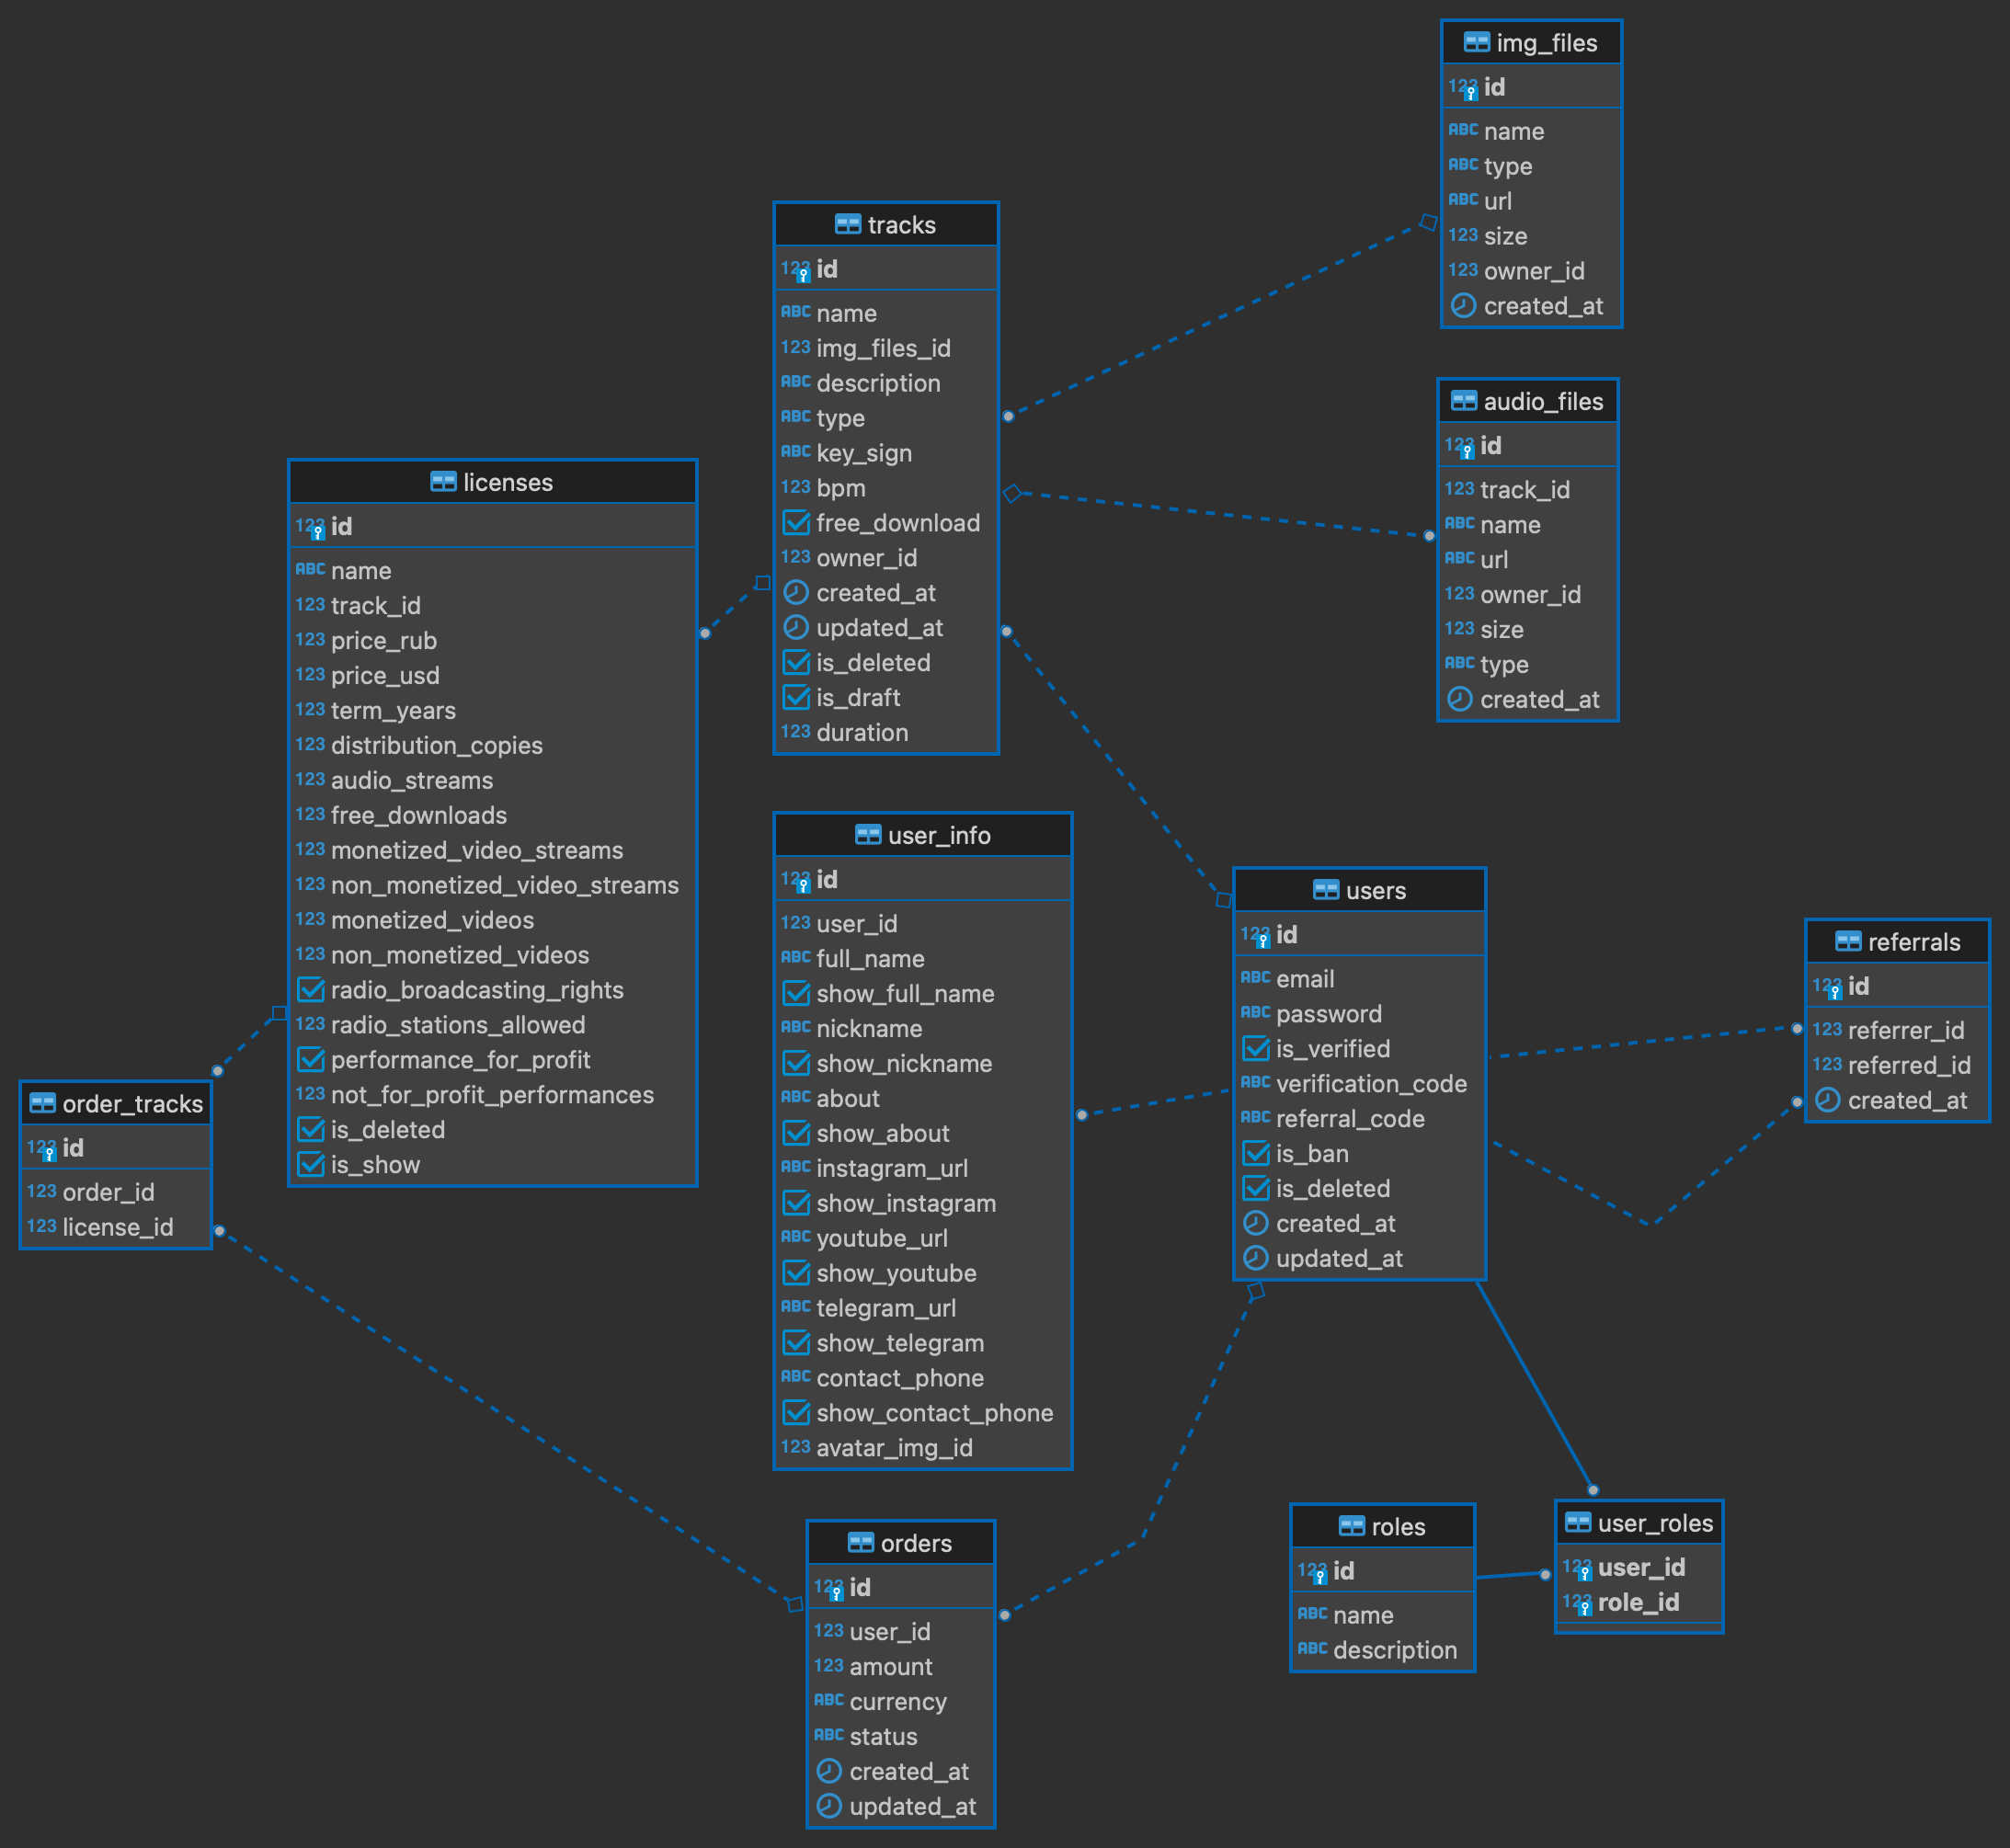 img_files
123 id
ABC name
ABC type
ABC url
123 size
123 owner_id
created_at
tracks
123 id
ABC name
123 img_files_id
ABC description
ABC type
ABC key_sign
123 bpm
free_download
123 owner_id
created_at
updated_at
is_deleted
is_draft
123 duration
audio_files
123 id
123 track_id
ABC name
ABC url
123 owner_id
123 size
ABC type
created_at
licenses
123 id
ABC name
123 track_id
123 price_rub
123 price_usd
123 term_years
123 distribution_copies
123 audio_streams
123 free_downloads
123 monetized_video_streams
123 non_monetized_video_streams
123 monetized_videos
123 non_monetized_videos
radio_broadcasting_rights
123 radio_stations_allowed
performance_for_profit
123 not_for_profit_performances
is_deleted
is_show
user_info
123 id
123 user_id
ABC full_name
show_full_name
ABC nickname
show_nickname
ABC about
show_about
ABC instagram_url
show_instagram
ABC youtube_url
show_youtube
ABC telegram_url
show_telegram
ABC contact_phone
show_contact_phone
123 avatar_img_id
users
123 id
ABC email
ABC password
is_verified
ABC verification_code
ABC referral_code
is_ban
is_deleted
created_at
updated_at
referrals
123 id
123 referrer_id
123 referred_id
created_at
order_tracks
123 id
123 order_id
123 license_id
orders
123 id
123 user_id
123 amount
ABC currency
ABC status
created_at
updated_at
roles
123 id
ABC name
ABC description
user_roles
123 user_id
123 role_id